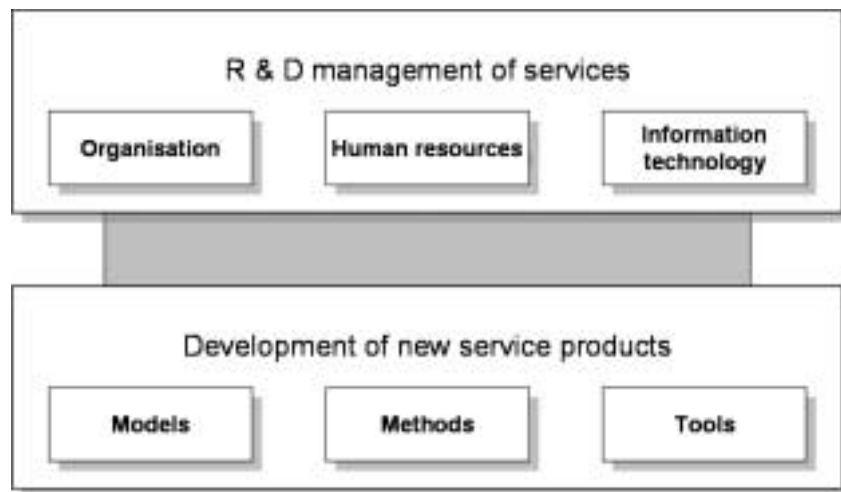 R & D management of services
Organisation
Human resources
Information
technology
Development of new service products
Models
Methods
Tools